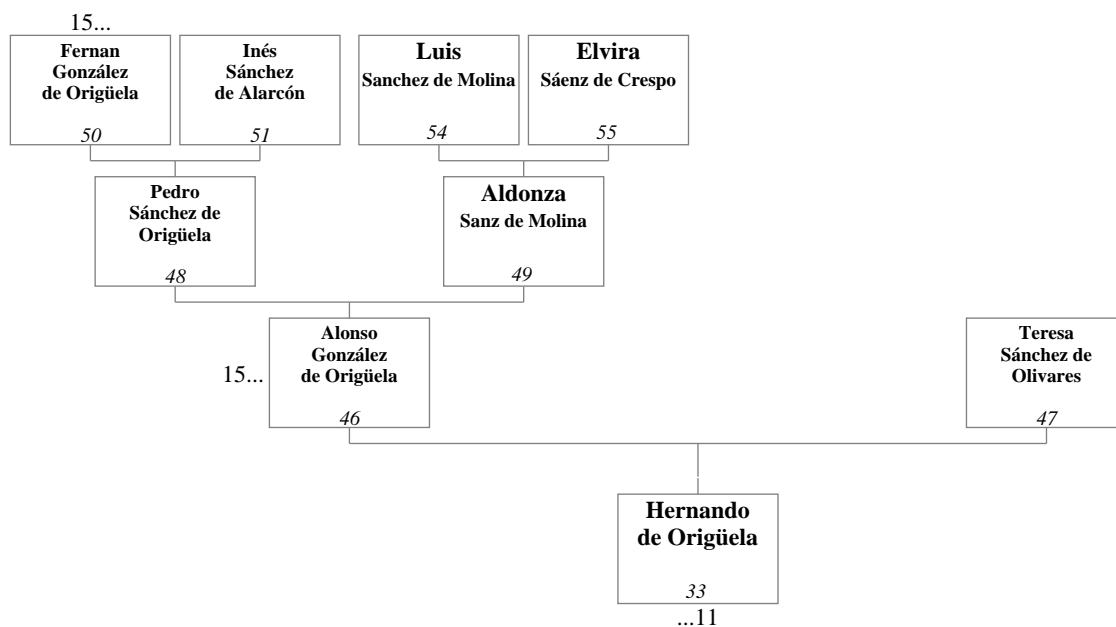 15...
Fernan
González
de Origüela
50
Inés
Sánchez
de Alarcón
51
Luis
Sanchez de Molina
54
Elvira
Sáenz de Crespo
55
Pedro
Sánchez de
Origüela
48
Aldonza
Sanz de Molina
49
15...
Alonso
González
de Origüela
46
Teresa
Sánchez de
Olivares
47
Hernando
de Origüela
33
...11